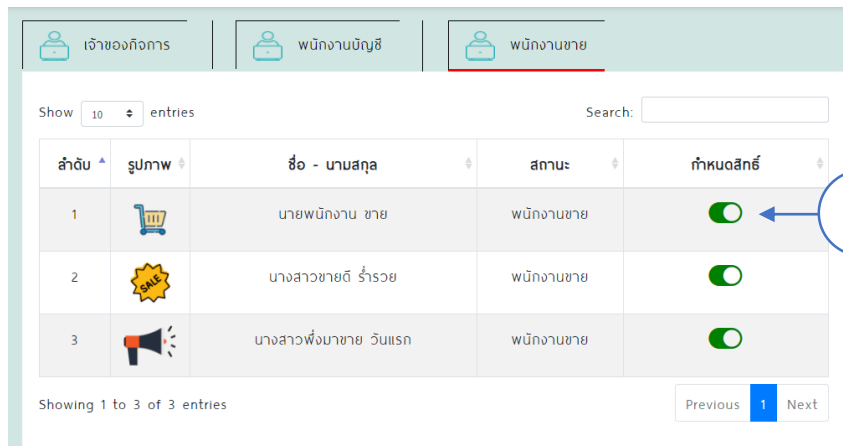 เจ้าของกิจการ พนักงานบัญชี พนักงานขาย
Show 10 entries Search:
ลำดับ รูปภาพ ชื่อ - นามสกุล สถานะ กำหนดสิทธิ์
1 นายพนักงาน ขาย พนักงานขาย
2 SALE นางสาวขายดี ร่ำรวย พนักงานขาย
3 นางสาวพึ่งมาขาย วันแรก พนักงานขาย
Showing 1 to 3 of 3 entries Previous 1 Next